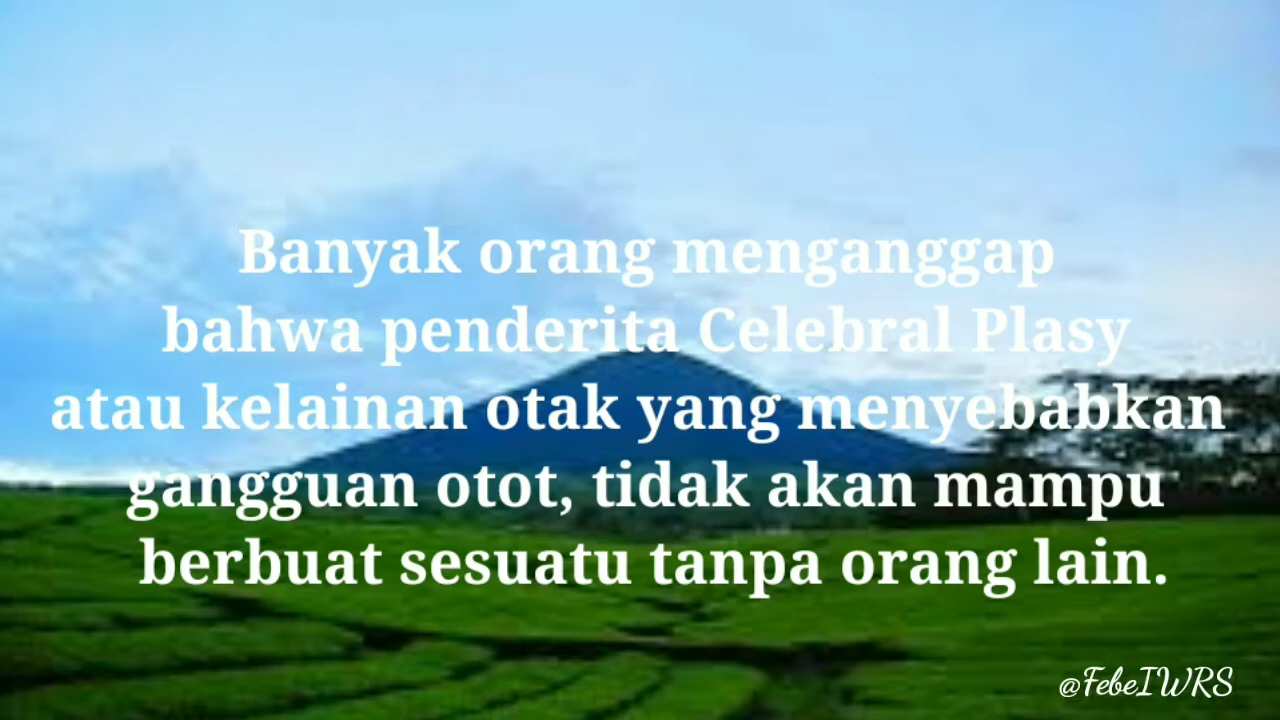 Banyak orang menganggap
bahwa penderita Celebral Plasy
atau kelainan otak yang menyebabkan
gangguan otot, tidak akan mampu
berbuat sesuatu tanpa orang lain.
@FebeIWRS